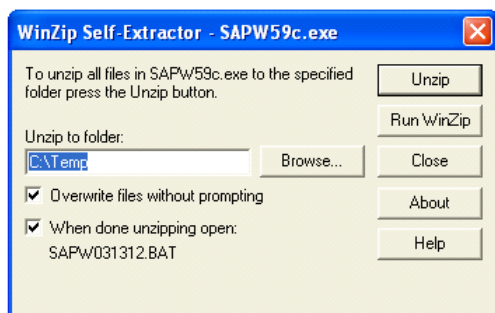 WinZip Self-Extractor - SAPW59c.exe
To unzip all files in SAPW59c.exe to the specified
folder press the Unzip button.
Unzip to folder:
C:\Temp
Browse...
Overwrite files without prompting
When done unzipping open:
SAPW031312.BAT
Unzip
Run WinZip
Close
About
Help